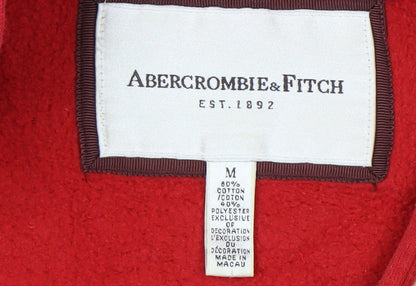 ABERCROMBIE & FITCH
EST. 1892
M
60%
COTTON
/COTON
40%
POLYESTER
EXCLUSIVE
OF
DECORATION
L'EXCLUSION
DU
DÉCORATION
MADE IN
MACAU